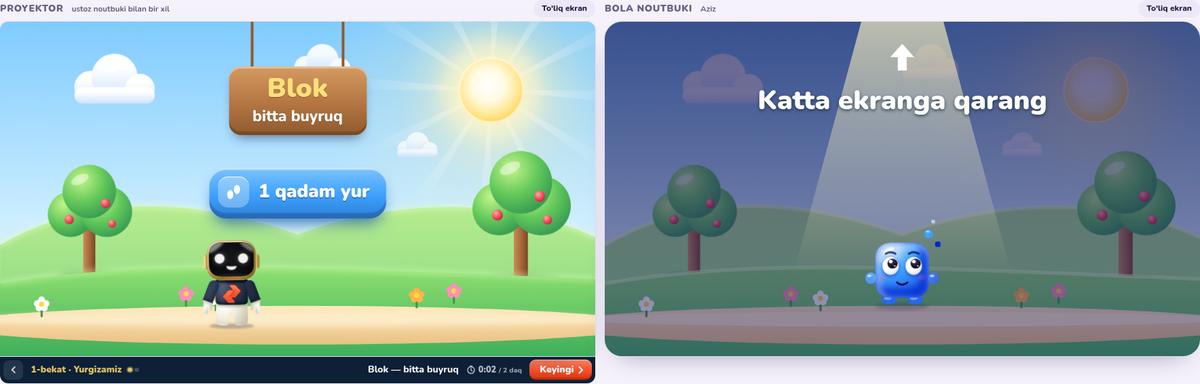 PROYEKTOR ustoz noutbuki bilan bir xil To'liq ekran
Blok
bitta buyruq
1 qadam yur
1-bekat · Yurgizamiz Blok — bitta buyruq 0:02 / 2 daq Keyingi
BOLA NOUTBUKI Aziz To'liq ekran
Katta ekranga qarang